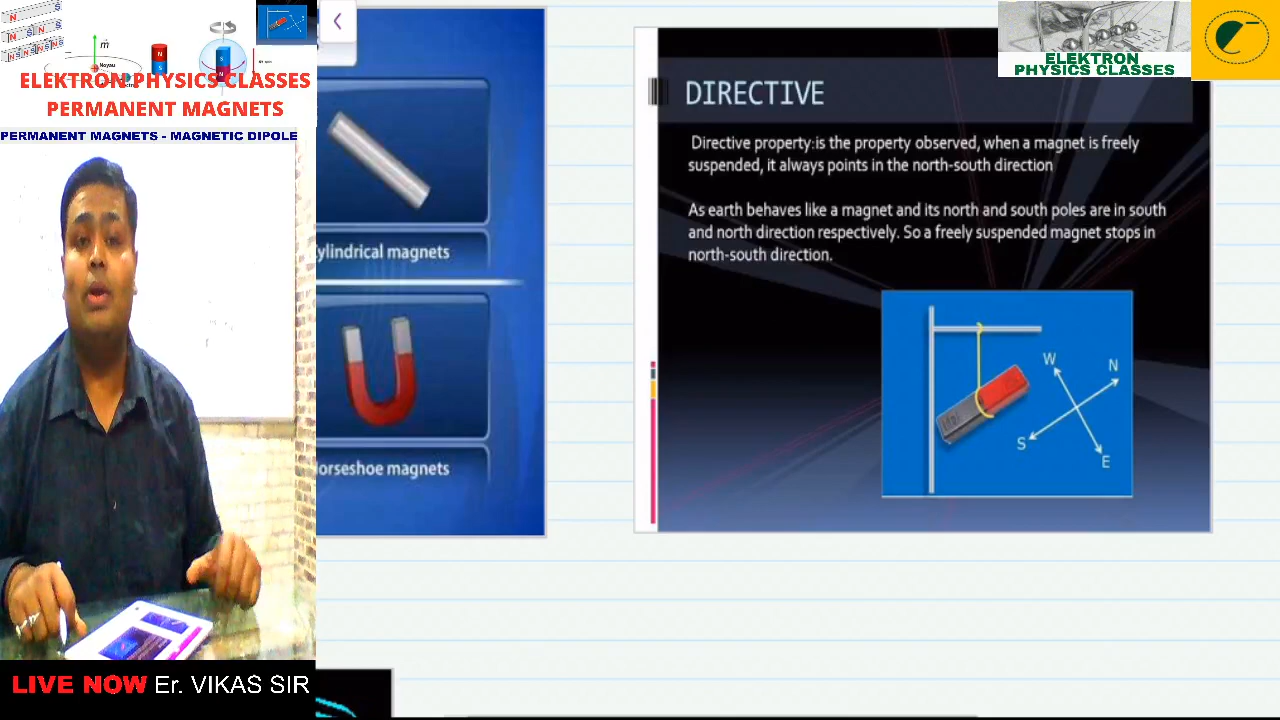 ELEKTRON PHYSICS CLASSES
PERMANENT MAGNETS
PERMANENT MAGNETS - MAGNETIC DIPOLE
LIVE NOW Er. VIKAS SIR
ylindrical magnets
orseshoe magnets
DIRECTIVE
Directive property:is the property observed, when a magnet is freely
suspended, it always points in the north-south direction
As earth behaves like a magnet and its north and south poles are in south
and north direction respectively. So a freely suspended magnet stops in
north-south direction.
W
N
S
E
ELEKTRON
PHYSICS CLASSES